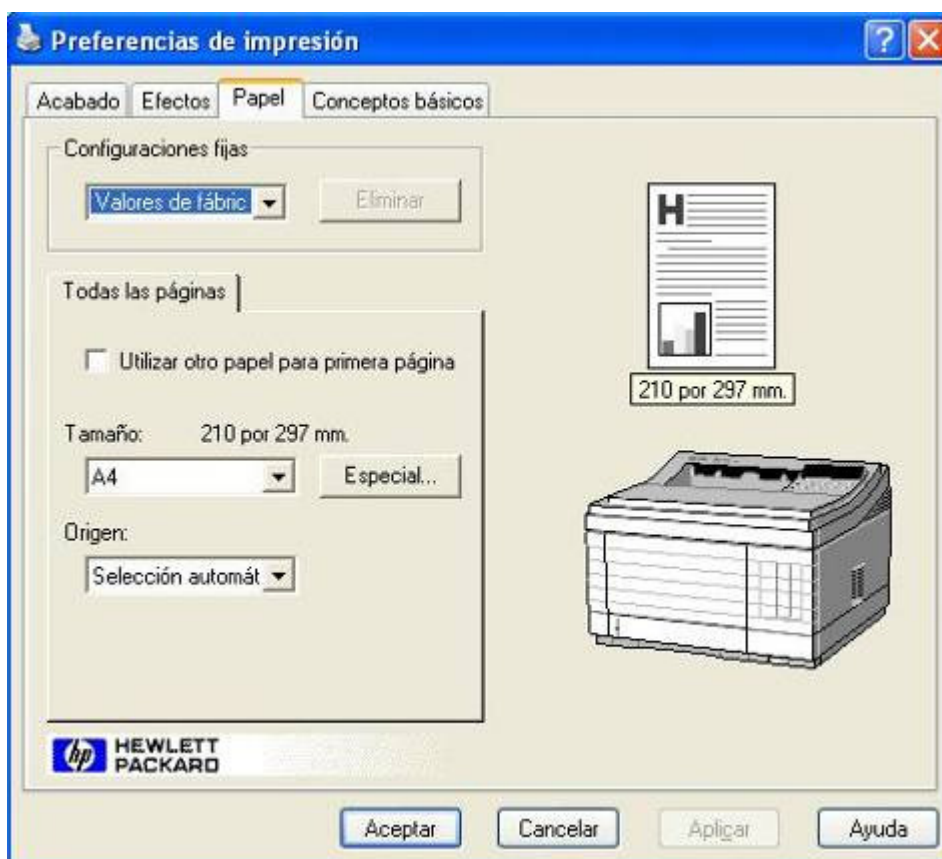 Preferencias de impresión
Acabado Efectos Papel Conceptos básicos
Configuraciones fijas
Valores de fábric Eliminar
H
210 por 297 mm.
Todas las páginas
Utilizar otro papel para primera página
Tamaño: 210 por 297 mm.
A4 Especial...
Origen:
Selección automát
hp HEWLETT
PACKARD
Aceptar Cancelar Aplicar Ayuda